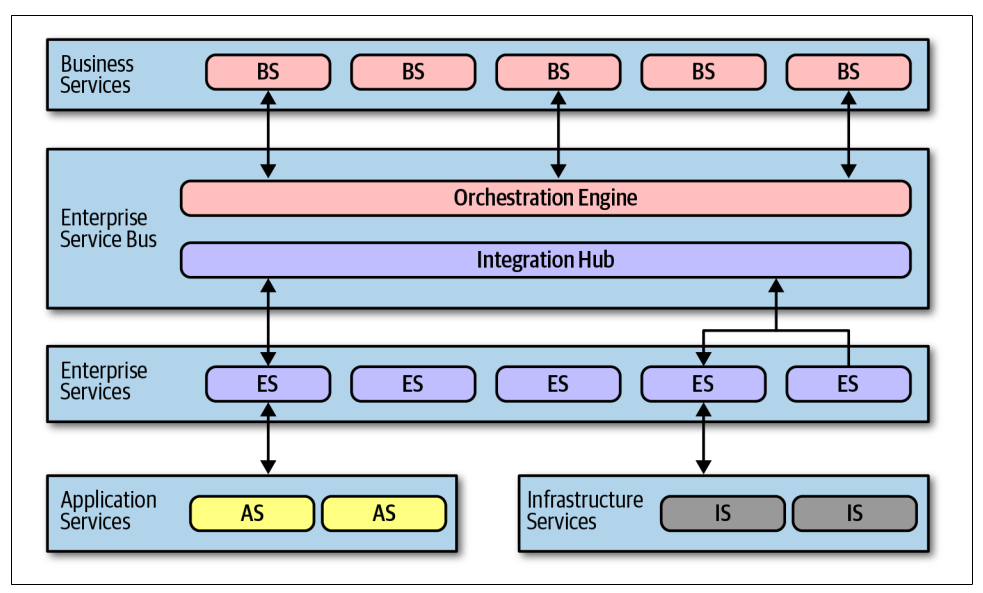 Business
Services
BS
BS
BS
BS
BS
Enterprise
Service Bus
Orchestration Engine
Integration Hub
Enterprise
Services
ES
ES
ES
ES
ES
Application
Services
AS
AS
Infrastructure
Services
IS
IS